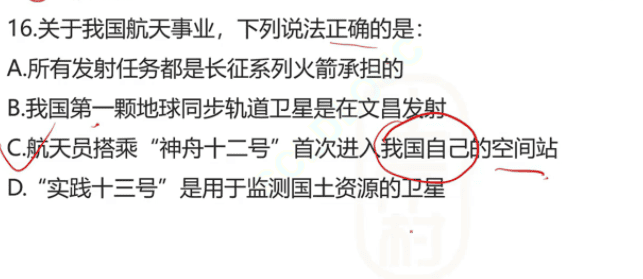 16.关于我国航天事业，下列说法正确的是：
A.所有发射任务都是长征系列火箭承担的
B.我国第一颗地球同步轨道卫星是在文昌发射
C.航天员搭乘“神舟十二号”首次进入我国自己的空间站
D.“实践十三号”是用于监测国土资源的卫星